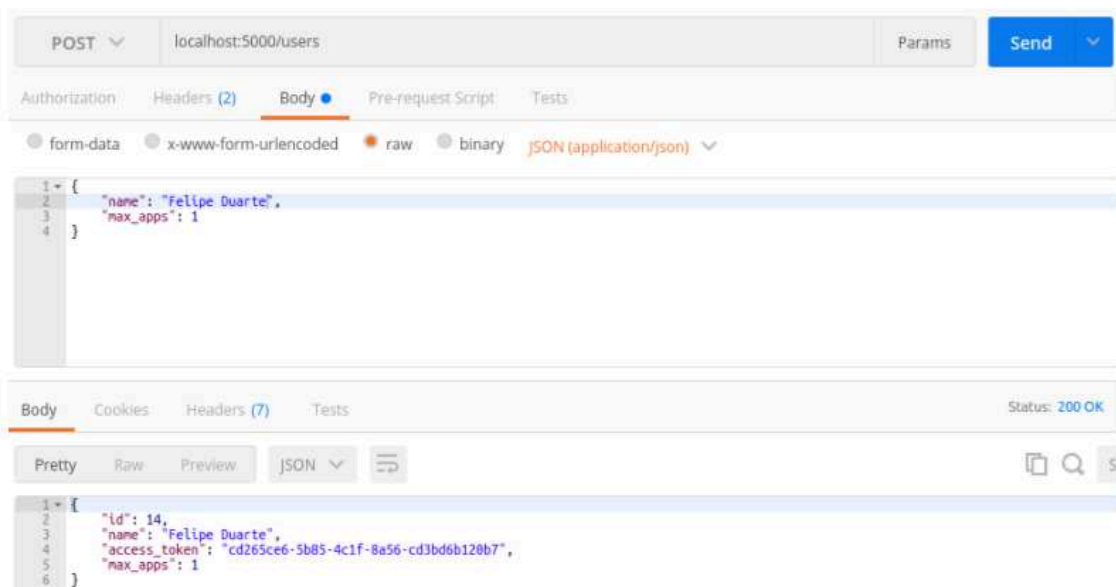 POST localhost:5000/users Params Send
Authorization Headers (2) Body Pre-request Script Tests
form-data x-www-form-urlencoded raw binary JSON (application/json)
1 {
2 "name": "Felipe Duarte",
3 "max_apps": 1
4 }
Body Cookies Headers (7) Tests Status: 200 OK
Pretty Raw Preview JSON S
1 {
2 "id": 14,
3 "name": "Felipe Duarte",
4 "access_token": "cd265ce6-5b85-4c1f-8a56-cd3bd6b120b7",
5 "max_apps": 1
6 }